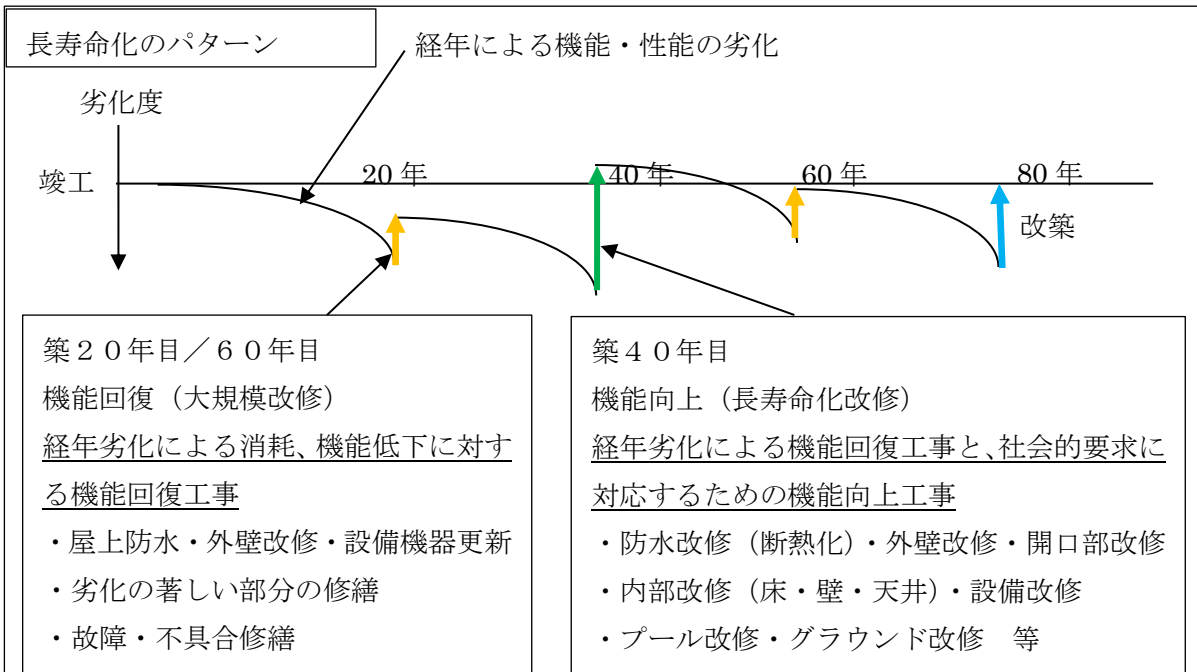 長寿命化のパターン
経年による機能・性能の劣化
劣化度
竣工
20 年
40 年
60 年
80 年
改築
築２０年目／６０年目
機能回復（大規模改修）
経年劣化による消耗、機能低下に対す
る機能回復工事
・屋上防水・外壁改修・設備機器更新
・劣化の著しい部分の修繕
・故障・不具合修繕
築４０年目
機能向上（長寿命化改修）
経年劣化による機能回復工事と、社会的要求に
対応するための機能向上工事
・防水改修（断熱化）・外壁改修・開口部改修
・内部改修（床・壁・天井）・設備改修
・プール改修・グラウンド改修　等